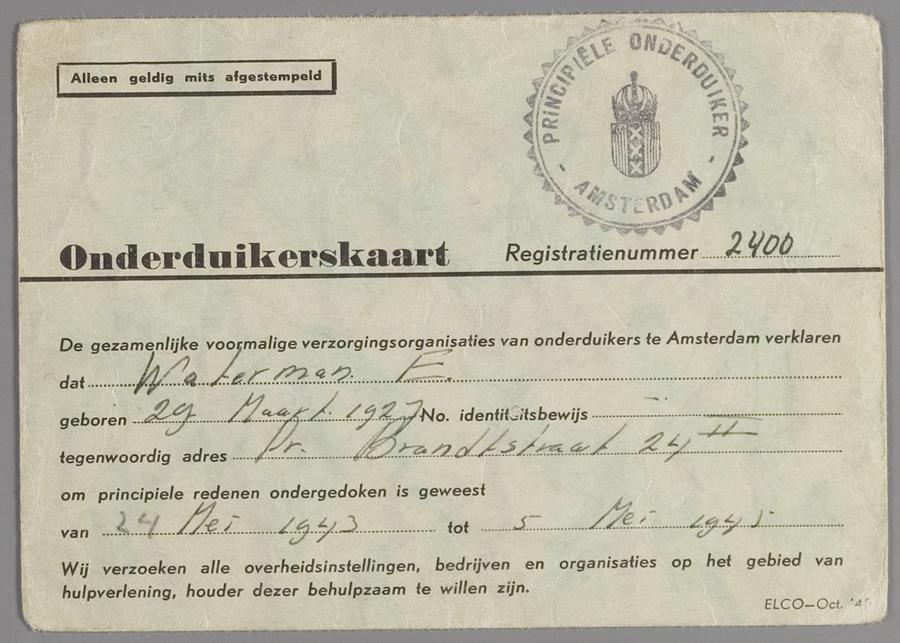 Alleen geldig mits afgestempeld
PRINCIPIËLE ONDERDUIKER
- AMSTERDAM -
Onderduikerskaart Registratienummer 2400
De gezamenlijke voormalige verzorgingsorganisaties van onderduikers te Amsterdam verklaren
dat Waterman. E.
geboren 29 Maart. 1927 No. identiteitsbewijs –
tegenwoordig adres Pr. Brandtstraat 24 II
om principiele redenen ondergedoken is geweest
van 24 Mei 1943 tot 5 Mei 1945
Wij verzoeken alle overheidsinstellingen, bedrijven en organisaties op het gebied van
hulpverlening, houder dezer behulpzaam te willen zijn.
ELCO—Oct. '45